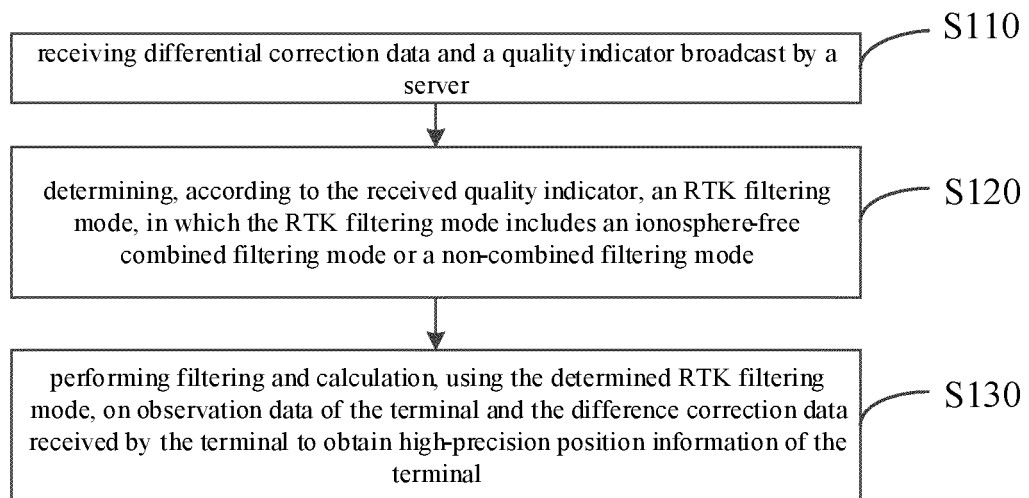 S110
receiving differential correction data and a quality indicator broadcast by a
server
S120
determining, according to the received quality indicator, an RTK filtering
mode, in which the RTK filtering mode includes an ionosphere-free
combined filtering mode or a non-combined filtering mode
S130
performing filtering and calculation, using the determined RTK filtering
mode, on observation data of the terminal and the difference correction data
received by the terminal to obtain high-precision position information of the
terminal